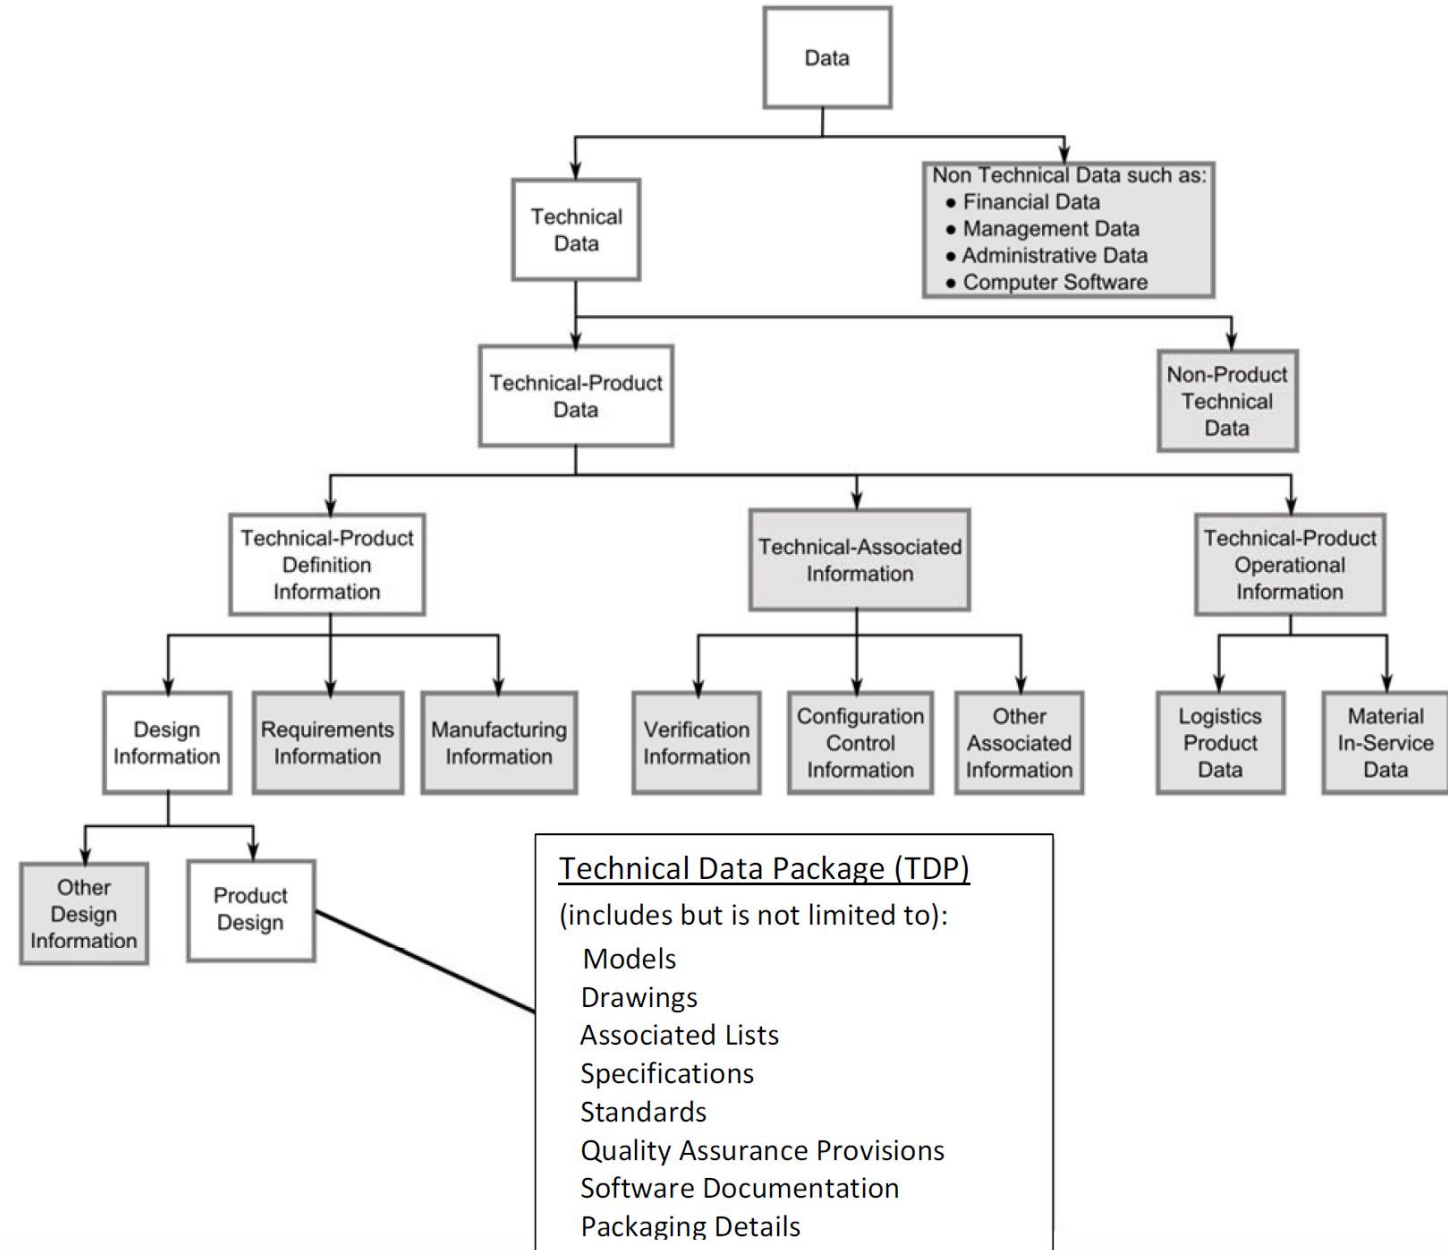 Data
Technical
Data
Non Technical Data such as:
● Financial Data
● Management Data
● Administrative Data
● Computer Software
Technical-Product
Data
Non-Product
Technical
Data
Technical-Product
Definition
Information
Technical-Associated
Information
Technical-Product
Operational
Information
Design
Information
Requirements
Information
Manufacturing
Information
Verification
Information
Configuration
Control
Information
Other
Associated
Information
Logistics
Product
Data
Material
In-Service
Data
Other
Design
Information
Product
Design
Technical Data Package (TDP)
(includes but is not limited to):
Models
Drawings
Associated Lists
Specifications
Standards
Quality Assurance Provisions
Software Documentation
Packaging Details